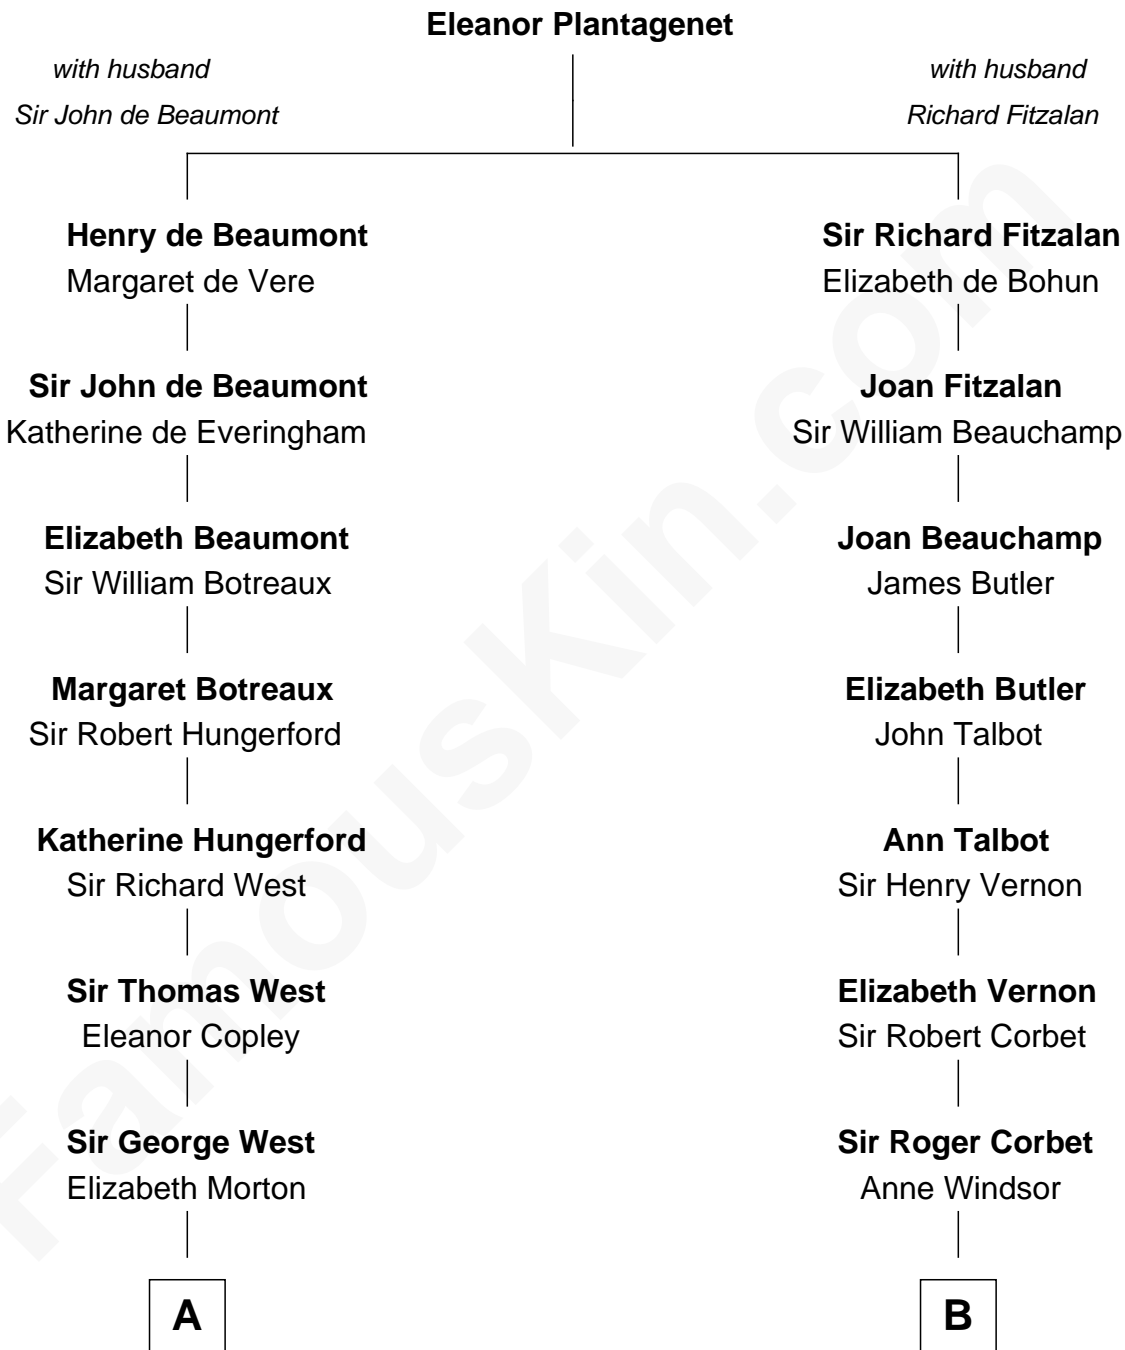 Eleanor Plantagenet
with husband
Sir John de Beaumont
with husband
Richard Fitzalan
Henry de Beaumont
Margaret de Vere
Sir Richard Fitzalan
Elizabeth de Bohun
Sir John de Beaumont
Katherine de Everingham
Joan Fitzalan
Sir William Beauchamp
Elizabeth Beaumont
Sir William Botreaux
Joan Beauchamp
James Butler
Margaret Botreaux
Sir Robert Hungerford
Elizabeth Butler
John Talbot
Katherine Hungerford
Sir Richard West
Ann Talbot
Sir Henry Vernon
Sir Thomas West
Eleanor Copley
Elizabeth Vernon
Sir Robert Corbet
Sir George West
Elizabeth Morton
Sir Roger Corbet
Anne Windsor
A
B
FamousKin.com